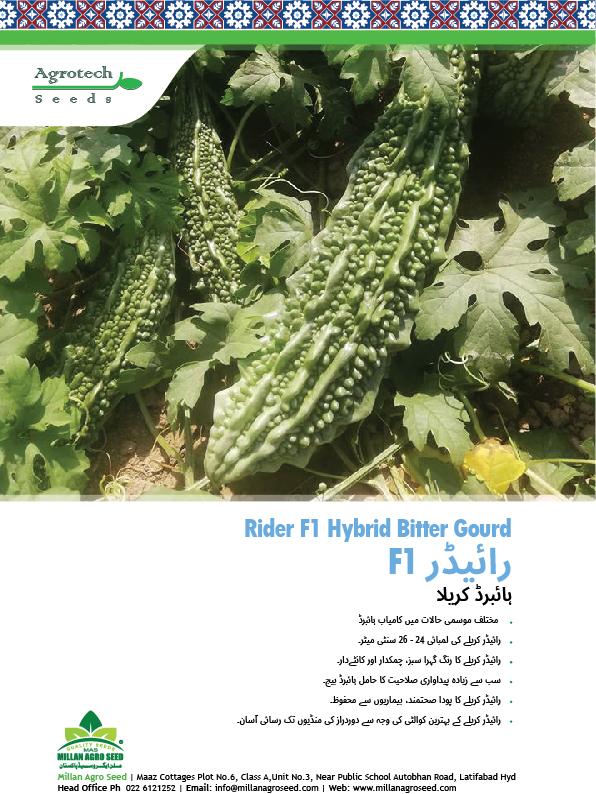 Agrotech
Seeds
Rider F1 Hybrid Bitter Gourd
رائیڈر F1
ہائبرڈ کریلا
• مختلف موسمی حالات میں کامیاب ہائبرڈ
• رائیڈر کریلے کی لمبائی 24 - 26 سنٹی میٹر۔
• رائیڈر کریلے کا رنگ گہرا سبز، چمکدار اور کانٹےدار۔
• سب سے زیادہ پیداواری صلاحیت کا حامل ہائبرڈ بیج۔
• رائیڈر کریلے کا پودا صحتمند، بیماریوں سے محفوظ۔
• رائیڈر کریلے کے بہترین کوالٹی کی وجہ سے دوردراز کی منڈیوں تک رسائی آسان۔
QUALITY SEEDS
MAS
MILLAN AGRO SEED
ملن ایگرو سیڈ پاکستان
Millan Agro Seed | Maaz Cottages Plot No.6, Class A,Unit No.3, Near Public School Autobhan Road, Latifabad Hyd
Head Office Ph 022 6121252 | Email: info@millanagroseed.com | Web: www.millanagroseed.com